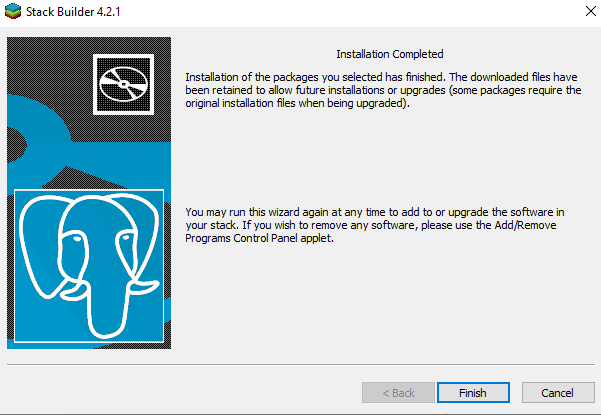 Stack Builder 4.2.1
Installation Completed
Installation of the packages you selected has finished. The downloaded files have
been retained to allow future installations or upgrades (some packages require the
original installation files when being upgraded).
You may run this wizard again at any time to add to or upgrade the software in
your stack. If you wish to remove any software, please use the Add/Remove
Programs Control Panel applet.
< Back
Finish
Cancel